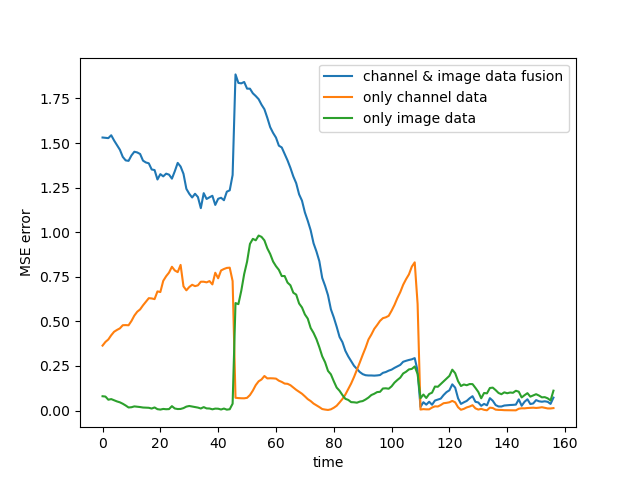 channel & image data fusion
only channel data
only image data
1.75
1.50
1.25
1.00
0.75
0.50
0.25
0.00
MSE error
0 20 40 60 80 100 120 140 160
time